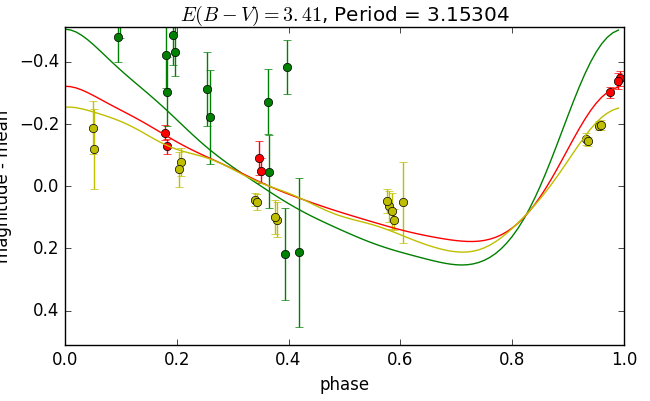 E(B − V) = 3.41, Period = 3.15304
−0.4
−0.2
0.0
0.2
0.4
magnitude - mean
0.0 0.2 0.4 0.6 0.8 1.0
phase